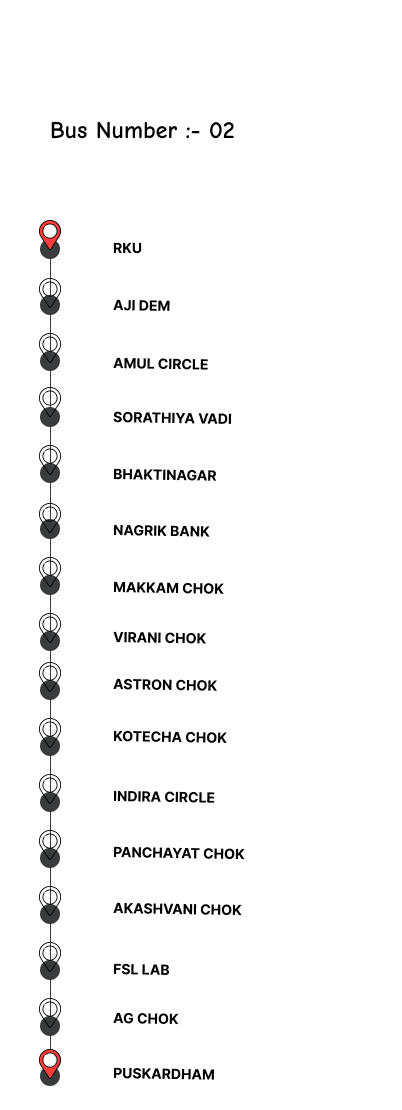 Bus Number :- 02
RKU
AJI DEM
AMUL CIRCLE
SORATHIYA VADI
BHAKTINAGAR
NAGRIK BANK
MAKKAM CHOK
VIRANI CHOK
ASTRON CHOK
KOTECHA CHOK
INDIRA CIRCLE
PANCHAYAT CHOK
AKASHVANI CHOK
FSL LAB
AG CHOK
PUSKARDHAM